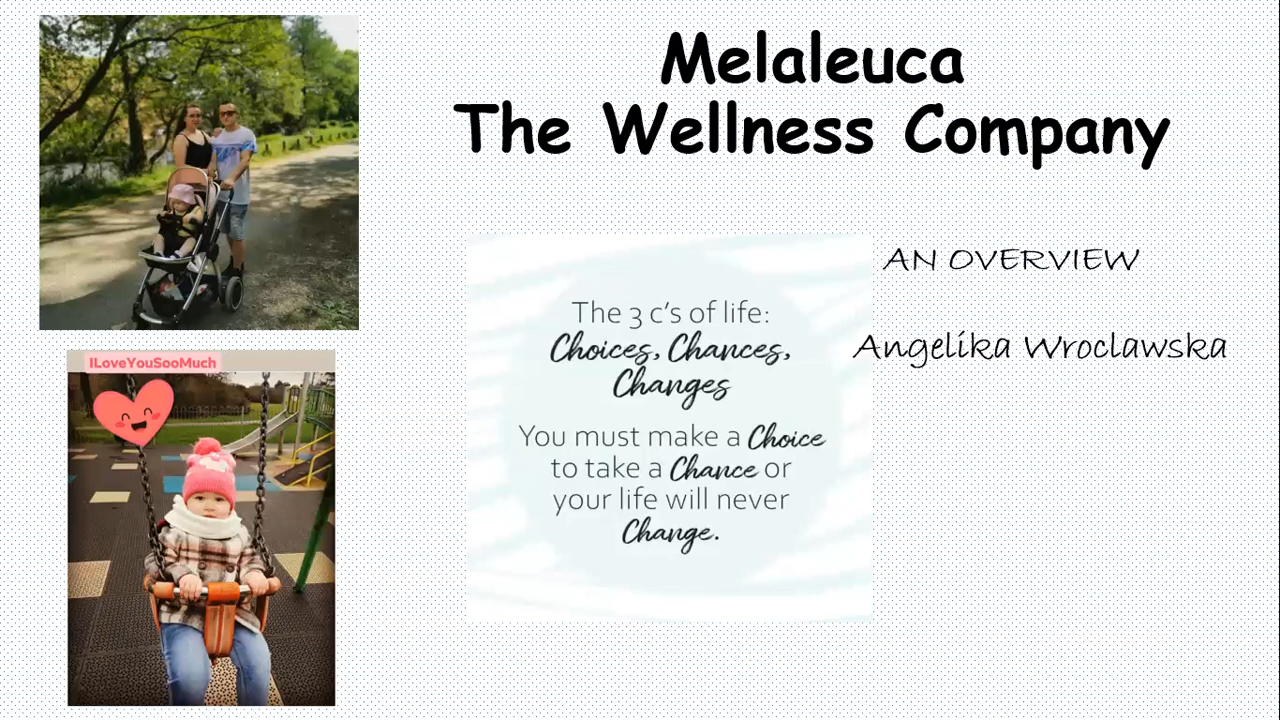 Melaleuca
The Wellness Company
AN OVERVIEW
Angelika Wroclawska
The 3 c's of life:
Choices, Chances,
Changes
You must make a Choice
to take a Chance or
your life will never
Change.
ILoveYouSooMuch